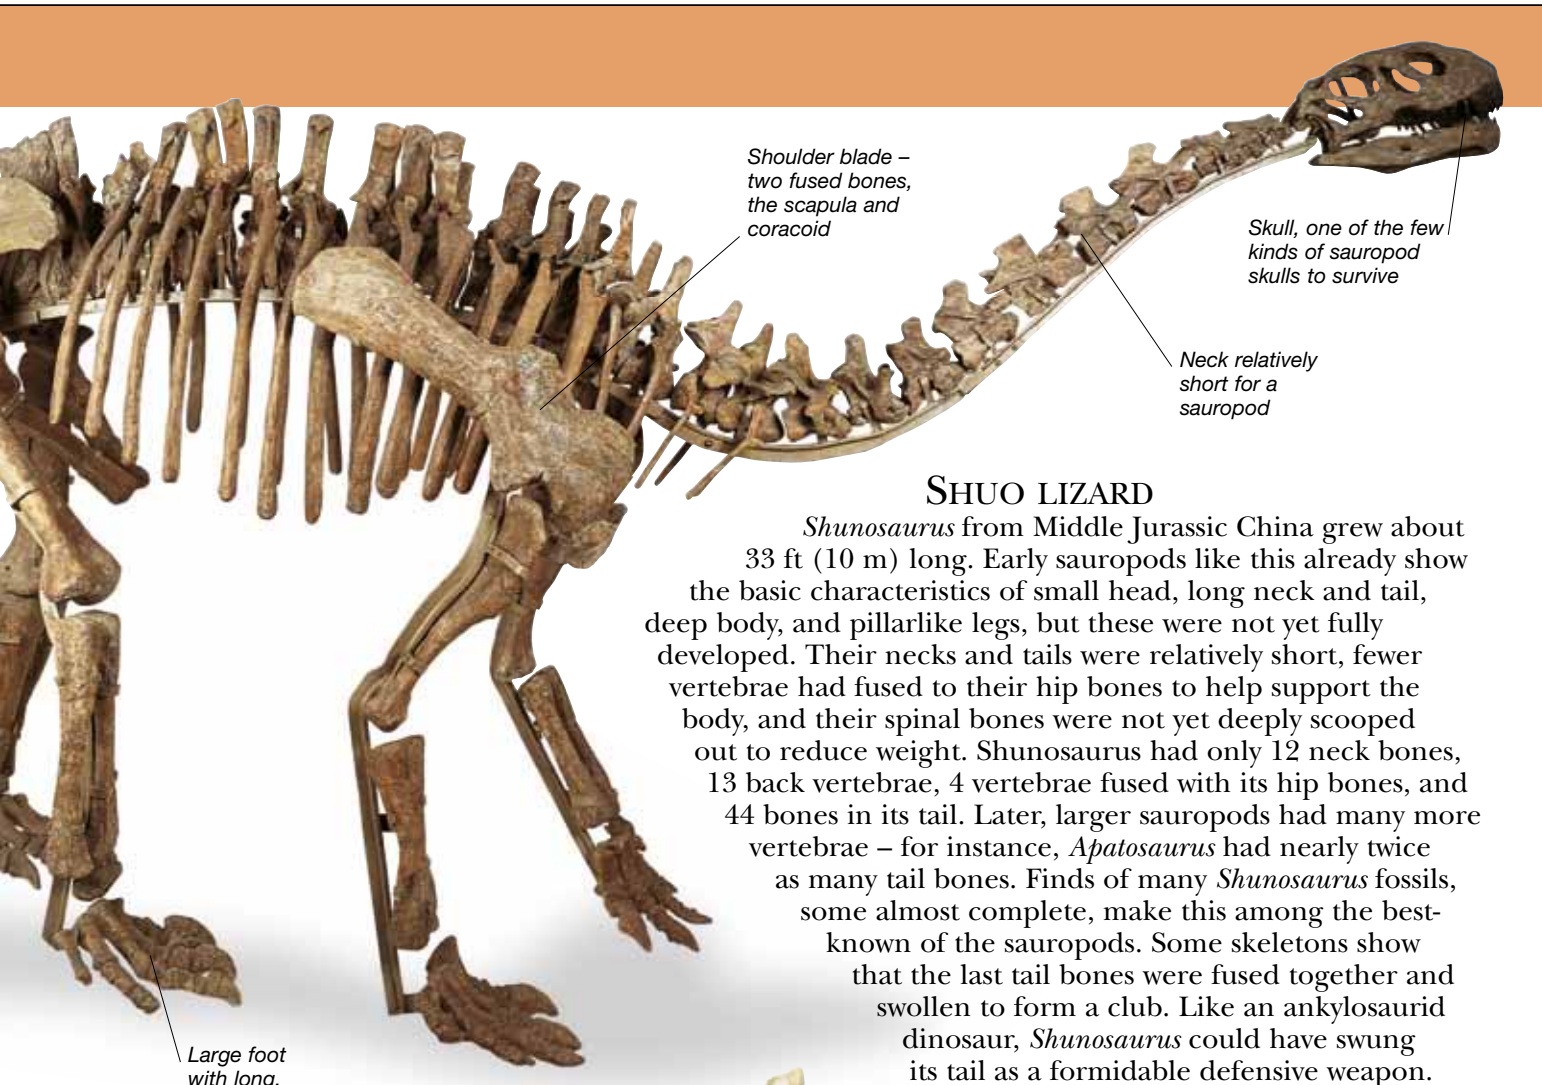 Shoulder blade –
two fused bones,
the scapula and
coracoid
Skull, one of the few
kinds of sauropod
skulls to survive
Neck relatively
short for a
sauropod
SHUO LIZARD
Shunosaurus from Middle Jurassic China grew about
33 ft (10 m) long. Early sauropods like this already show
the basic characteristics of small head, long neck and tail,
deep body, and pillarlike legs, but these were not yet fully
developed. Their necks and tails were relatively short, fewer
vertebrae had fused to their hip bones to help support the
body, and their spinal bones were not yet deeply scooped
out to reduce weight. Shunosaurus had only 12 neck bones,
13 back vertebrae, 4 vertebrae fused with its hip bones, and
44 bones in its tail. Later, larger sauropods had many more
vertebrae – for instance, Apatosaurus had nearly twice
as many tail bones. Finds of many Shunosaurus fossils,
some almost complete, make this among the best-
known of the sauropods. Some skeletons show
that the last tail bones were fused together and
swollen to form a club. Like an ankylosaurid
dinosaur, Shunosaurus could have swung
its tail as a formidable defensive weapon.
Large foot
with long,